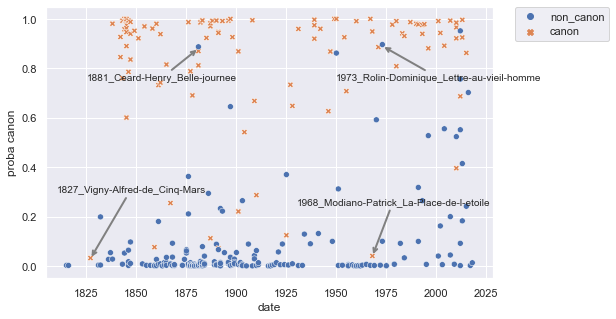 non_canon
canon
1.0
0.8
0.6
0.4
0.2
0.0
proba canon
1881_Ceard-Henry_Belle-journee
1973_Rolin-Dominique_Lettre-au-vieil-homme
1827_Vigny-Alfred-de_Cinq-Mars
1968_Modiano-Patrick_La-Place-de-l-etoile
1825 1850 1875 1900 1925 1950 1975 2000 2025
date